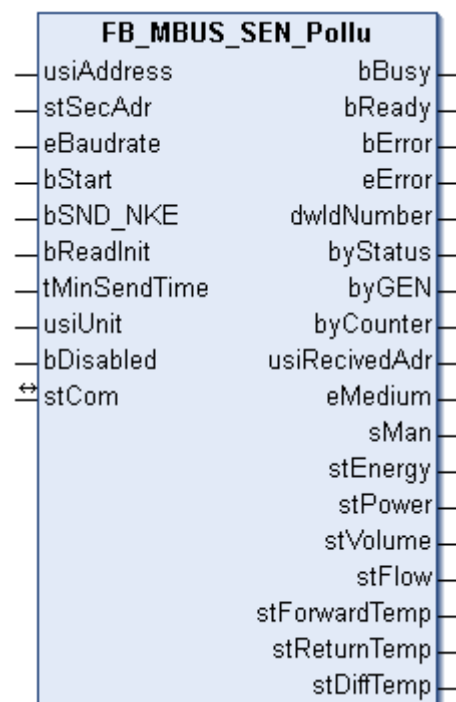 FB_MBUS_SEN_Pollu
usiAddress bBusy
stSecAdr bReady
eBaudrate bError
bStart eError
bSND_NKE dwIdNumber
bReadInit byStatus
tMinSendTime byGEN
usiUnit byCounter
bDisabled usiRecivedAdr
stCom eMedium
sMan
stEnergy
stPower
stVolume
stFlow
stForwardTemp
stReturnTemp
stDiffTemp